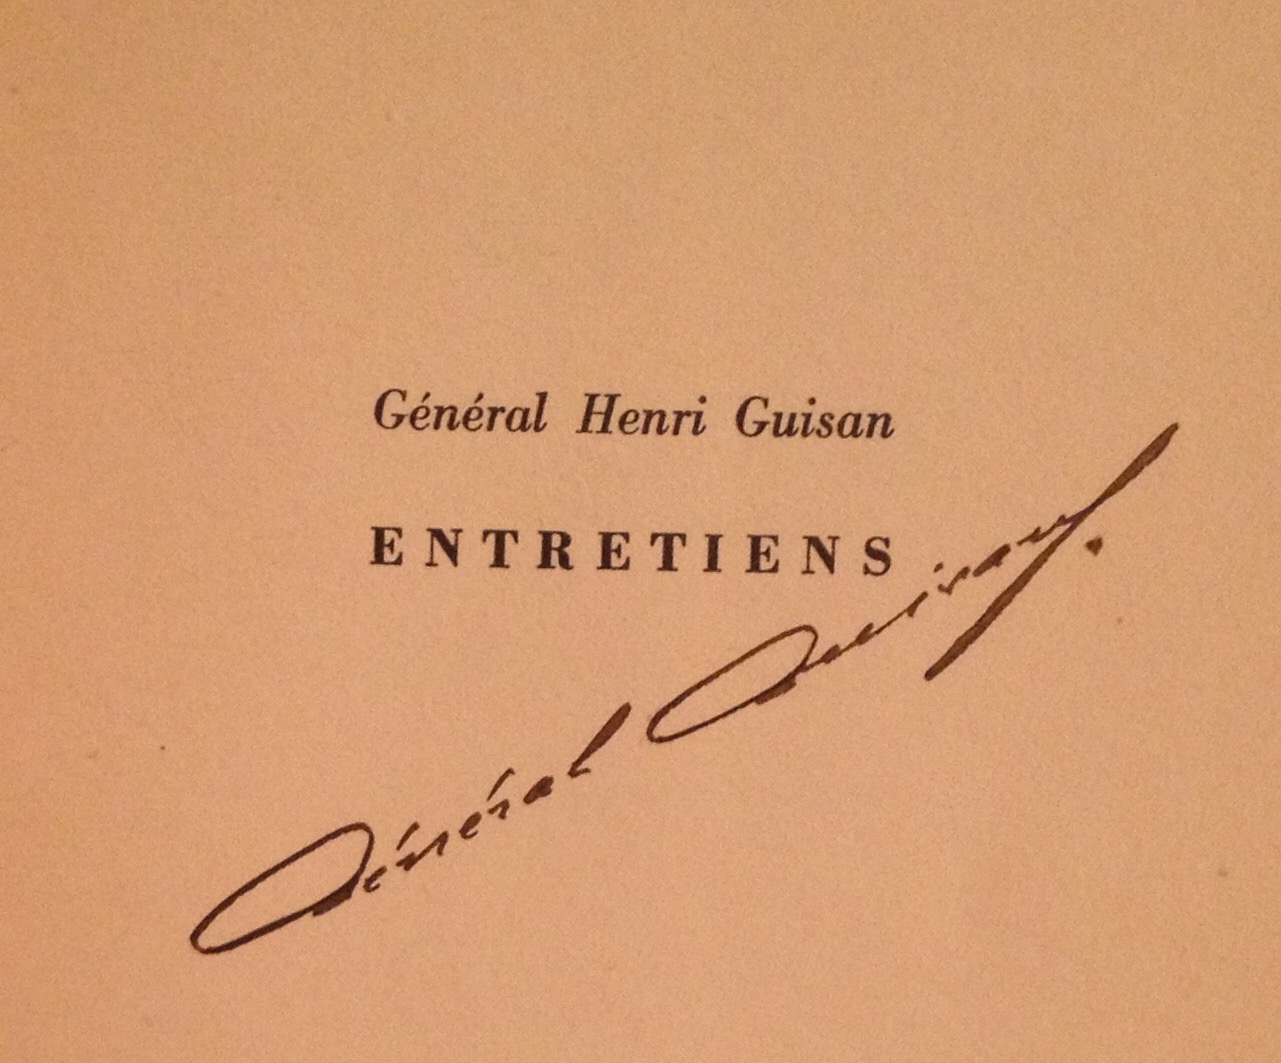 Général Henri Guisan
ENTRETIENS
Général Guisan.